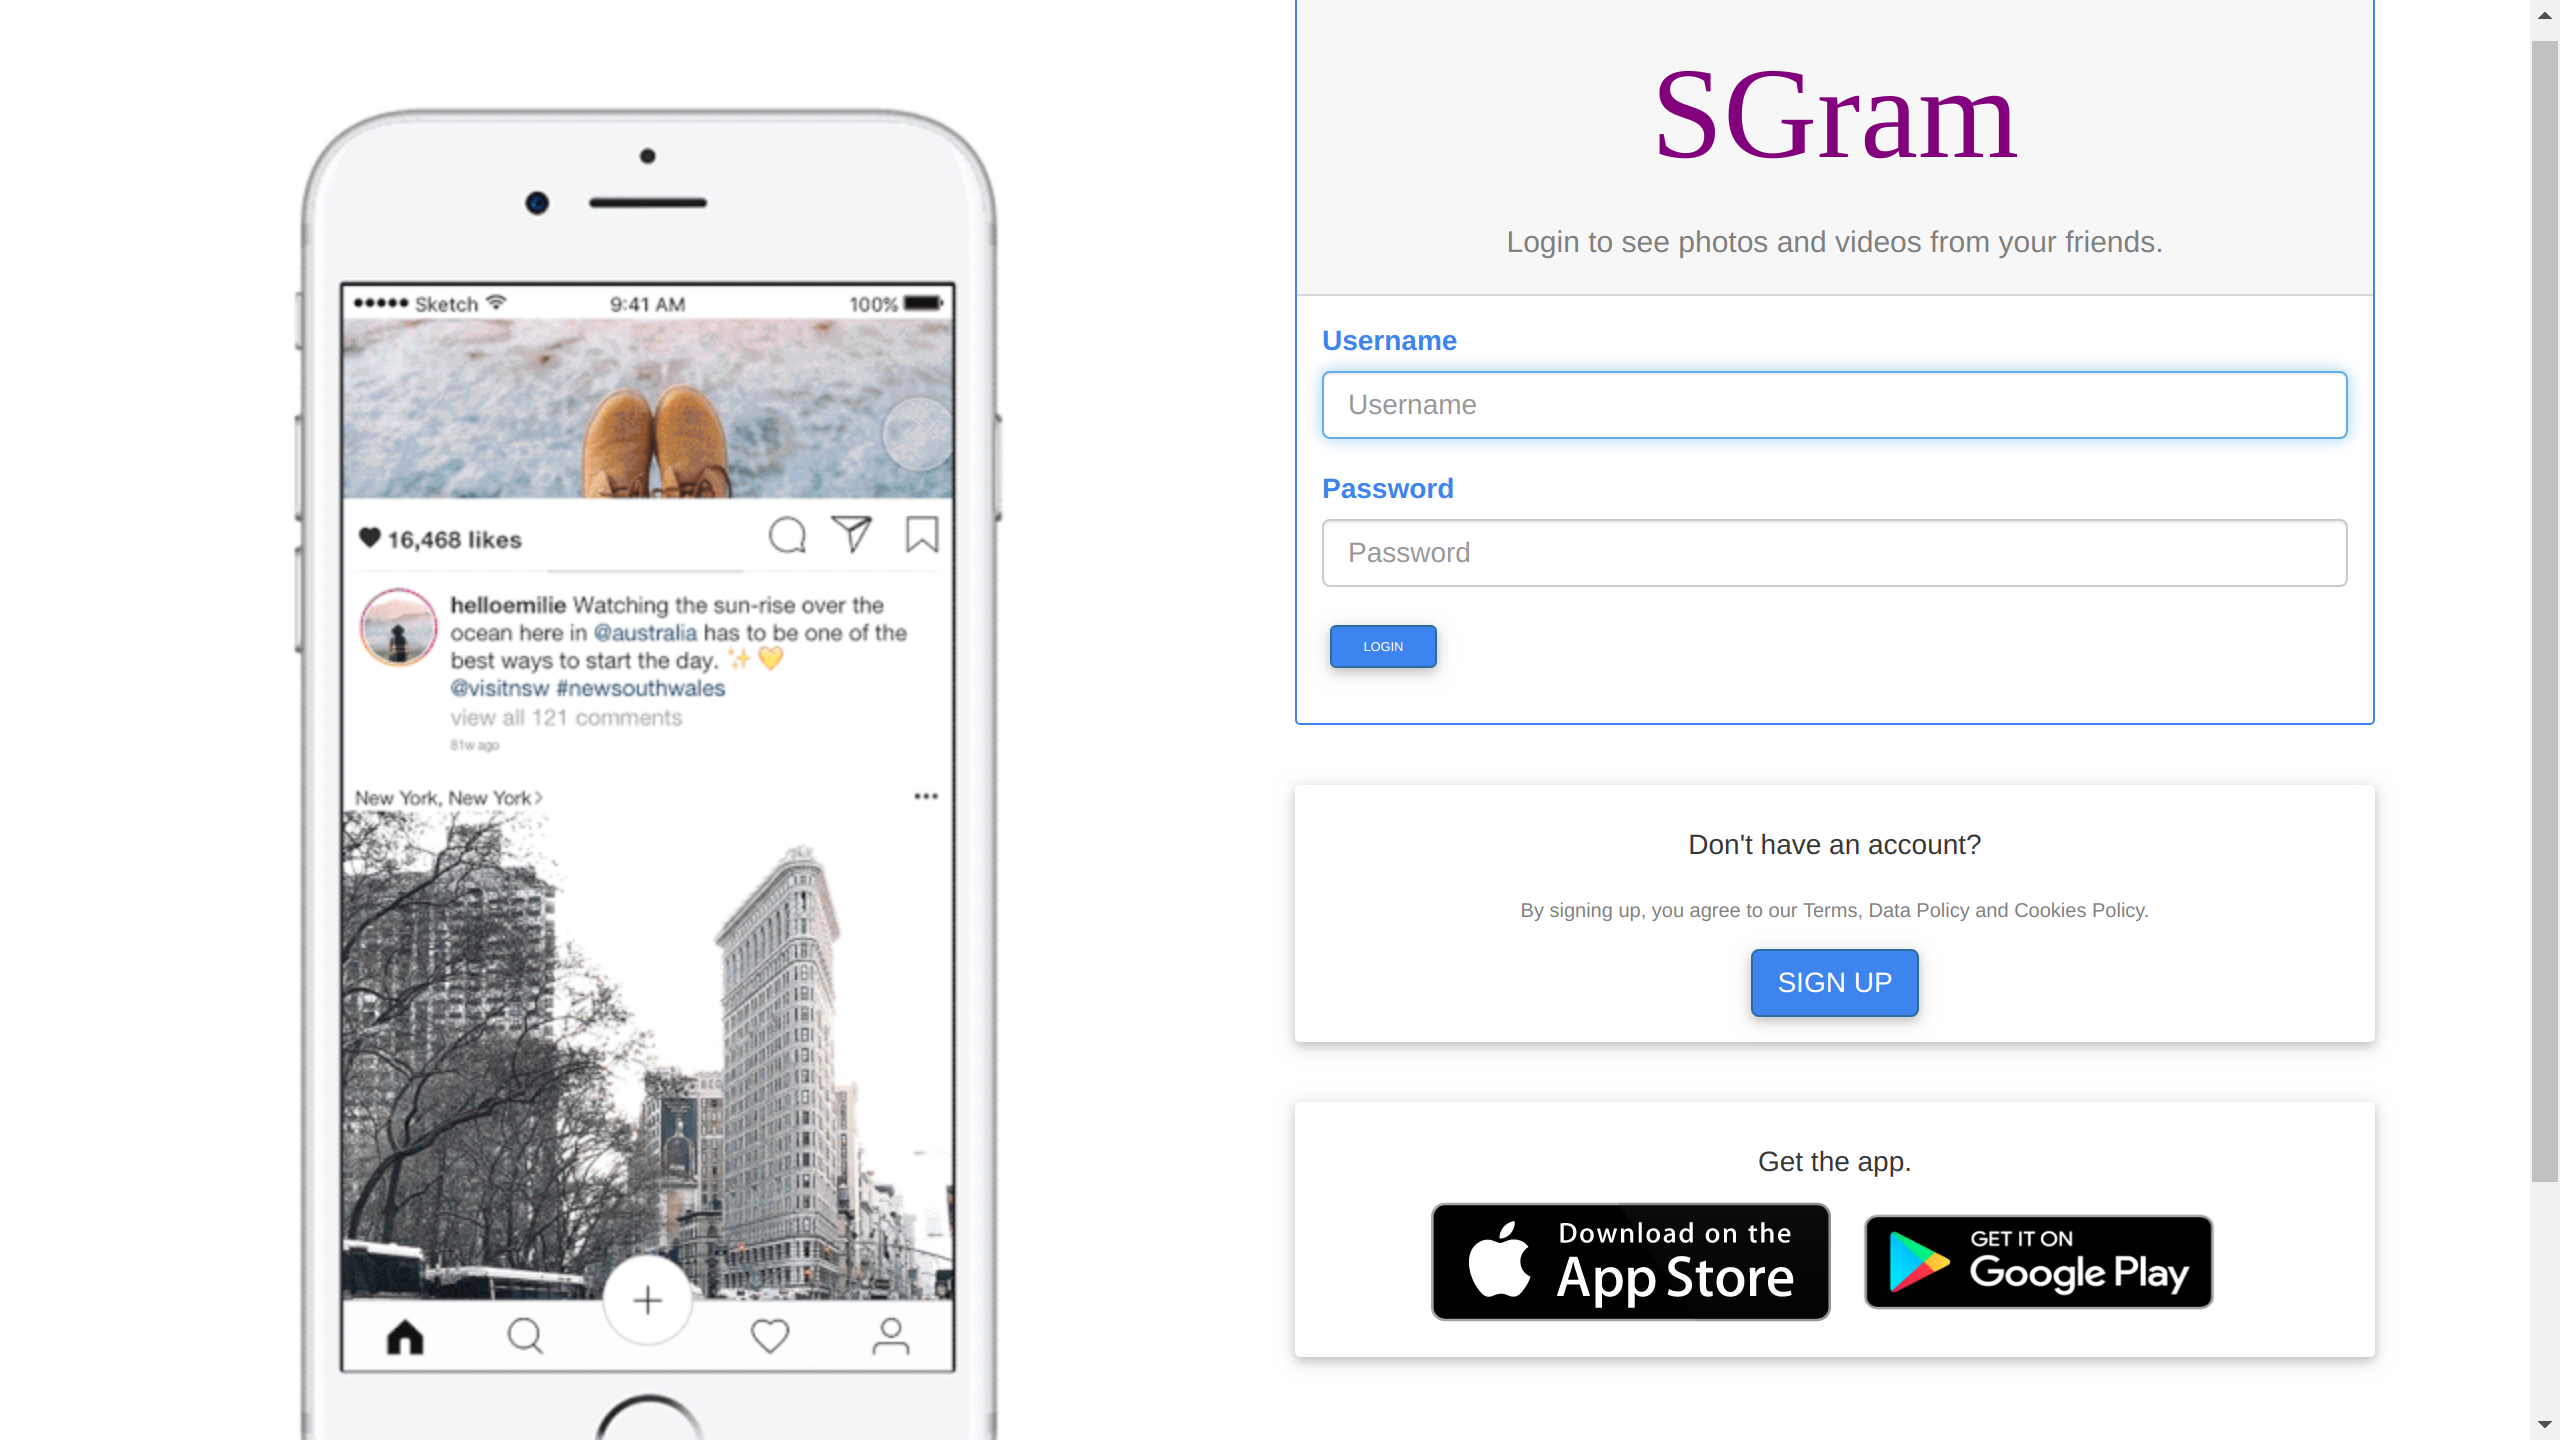 Sketch 9:41 AM 100%
16,468 likes
helloemilie Watching the sun-rise over the
ocean here in @australia has to be one of the
best ways to start the day. ✨💛
@visitnsw #newsouthwales
view all 121 comments
81w ago
New York, New York>
SGram
Login to see photos and videos from your friends.
Username
Username
Password
Password
LOGIN
Don't have an account?
By signing up, you agree to our Terms, Data Policy and Cookies Policy.
SIGN UP
Get the app.
Download on the
App Store
GET IT ON
Google Play